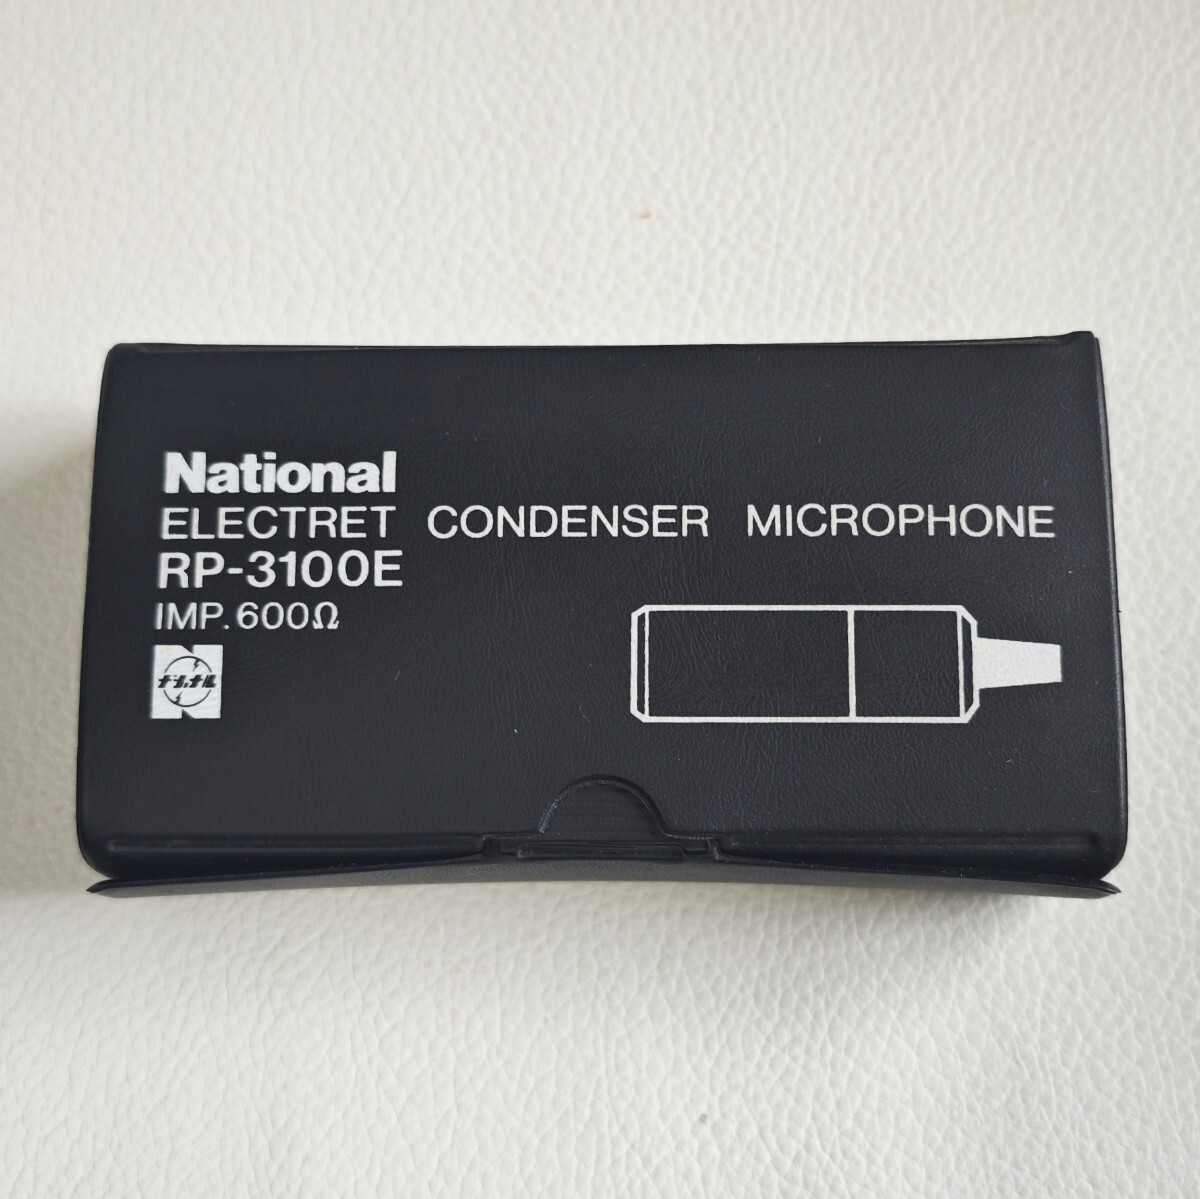 National
ELECTRET CONDENSER MICROPHONE
RP-3100E
IMP. 600Ω
ナショナル